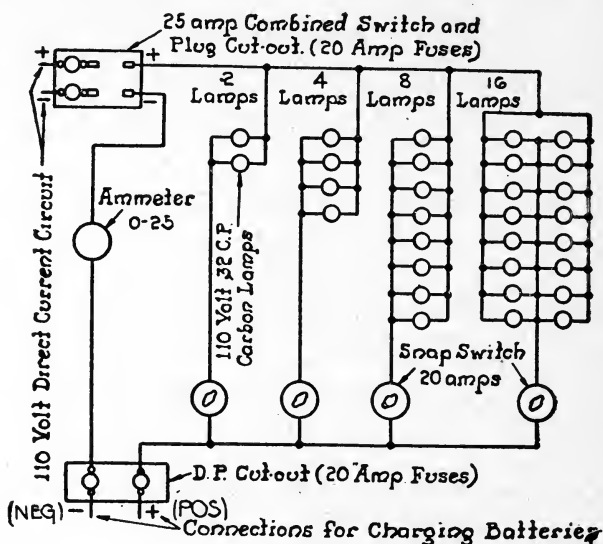 25 amp Combined Switch and
Plug Cut-out. (20 Amp Fuses)
+
+
-
-
2
Lamps
4
Lamps
8
Lamps
16
Lamps
Ammeter
0-25
110 Volt 32 C.P.
Carbon Lamps
110 Volt Direct Current Circuit
Snap Switch
20 amps
D.P. Cut-out (20 Amp Fuses)
(NEG) -
+ (POS)
Connections for Charging Batteries